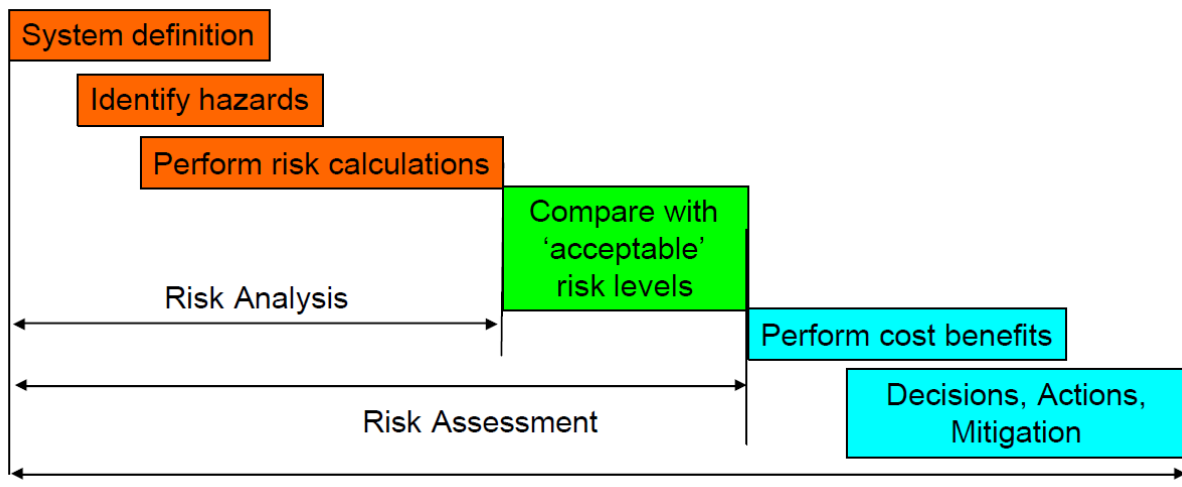 System definition
Identify hazards
Perform risk calculations
Compare with
‘acceptable’
risk levels
Risk Analysis
Perform cost benefits
Decisions, Actions,
Mitigation
Risk Assessment